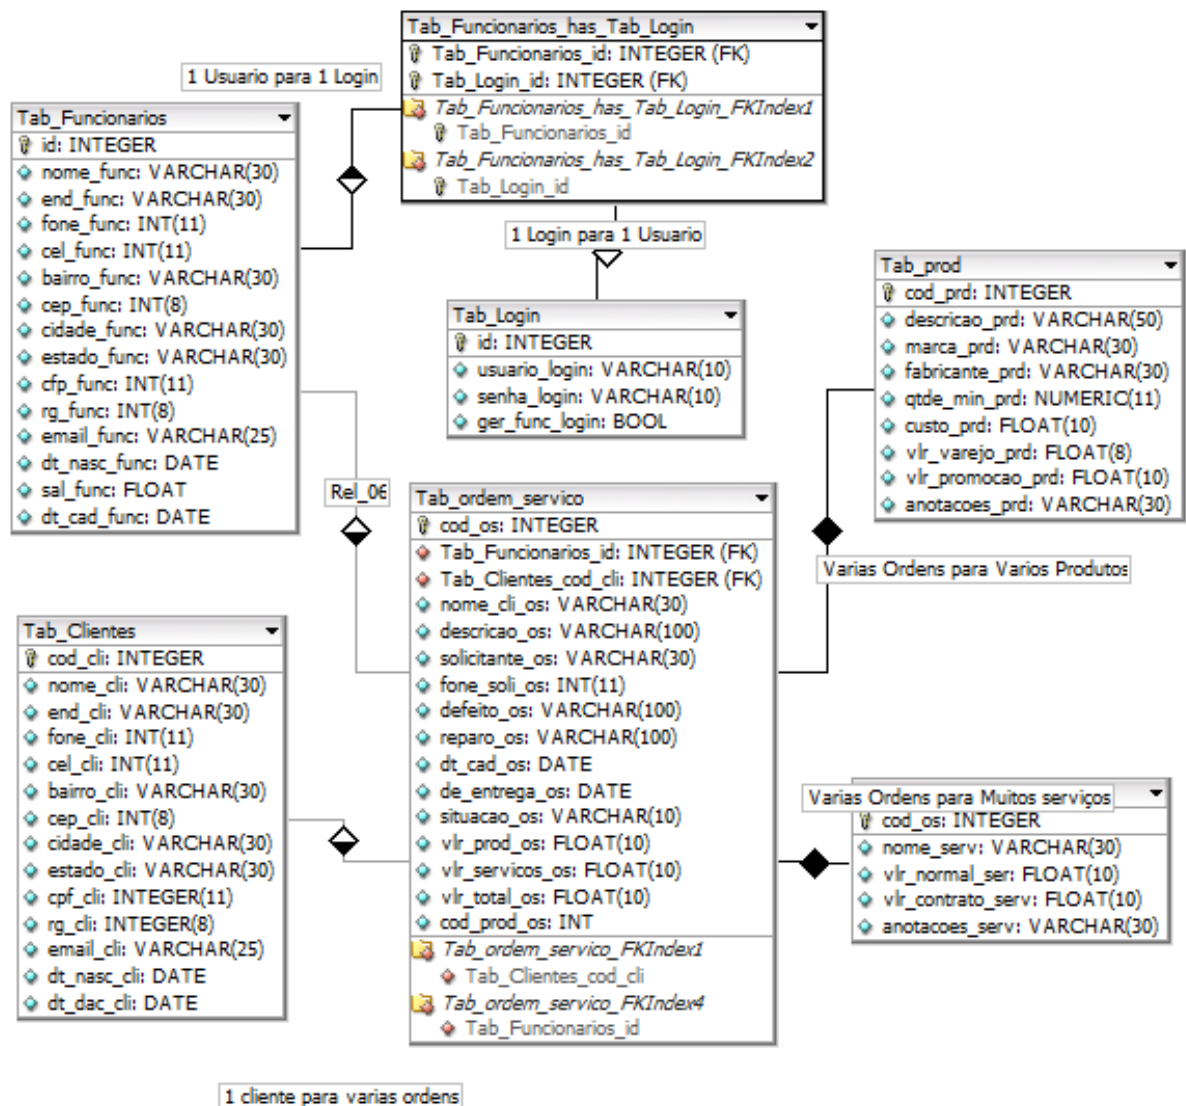 Tab_Funcionarios_has_Tab_Login
Tab_Funcionarios_id: INTEGER (FK)
Tab_Login_id: INTEGER (FK)
Tab_Funcionarios_has_Tab_Login_FKIndex1
Tab_Funcionarios_id
Tab_Funcionarios_has_Tab_Login_FKIndex2
Tab_Login_id
1 Usuario para 1 Login
Tab_Funcionarios
id: INTEGER
nome_func: VARCHAR(30)
end_func: VARCHAR(30)
fone_func: INT(11)
cel_func: INT(11)
bairro_func: VARCHAR(30)
cep_func: INT(8)
cidade_func: VARCHAR(30)
estado_func: VARCHAR(30)
cfp_func: INT(11)
rg_func: INT(8)
email_func: VARCHAR(25)
dt_nasc_func: DATE
sal_func: FLOAT
dt_cad_func: DATE
1 Login para 1 Usuario
Tab_Login
id: INTEGER
usuario_login: VARCHAR(10)
senha_login: VARCHAR(10)
ger_func_login: BOOL
Tab_prod
cod_prd: INTEGER
descricao_prd: VARCHAR(50)
marca_prd: VARCHAR(30)
fabricante_prd: VARCHAR(30)
qtde_min_prd: NUMERIC(11)
custo_prd: FLOAT(10)
vlr_varejo_prd: FLOAT(8)
vlr_promocao_prd: FLOAT(10)
anotacoes_prd: VARCHAR(30)
Rel_06
Tab_ordem_servico
cod_os: INTEGER
Tab_Funcionarios_id: INTEGER (FK)
Tab_Clientes_cod_cli: INTEGER (FK)
nome_cli_os: VARCHAR(30)
descricao_os: VARCHAR(100)
solicitante_os: VARCHAR(30)
fone_soli_os: INT(11)
defeito_os: VARCHAR(100)
reparo_os: VARCHAR(100)
dt_cad_os: DATE
de_entrega_os: DATE
situacao_os: VARCHAR(10)
vlr_prod_os: FLOAT(10)
vlr_servicos_os: FLOAT(10)
vlr_total_os: FLOAT(10)
cod_prod_os: INT
Tab_ordem_servico_FKIndex1
Tab_Clientes_cod_cli
Tab_ordem_servico_FKIndex4
Tab_Funcionarios_id
Varias Ordens para Varios Produtos
Tab_Clientes
cod_cli: INTEGER
nome_cli: VARCHAR(30)
end_cli: VARCHAR(30)
fone_cli: INT(11)
cel_cli: INT(11)
bairro_cli: VARCHAR(30)
cep_cli: INT(8)
cidade_cli: VARCHAR(30)
estado_cli: VARCHAR(30)
cpf_cli: INTEGER(11)
rg_cli: INTEGER(8)
email_cli: VARCHAR(25)
dt_nasc_cli: DATE
dt_dac_cli: DATE
Varias Ordens para Muitos serviços
cod_os: INTEGER
nome_serv: VARCHAR(30)
vlr_normal_ser: FLOAT(10)
vlr_contrato_serv: FLOAT(10)
anotacoes_serv: VARCHAR(30)
1 cliente para varias ordens